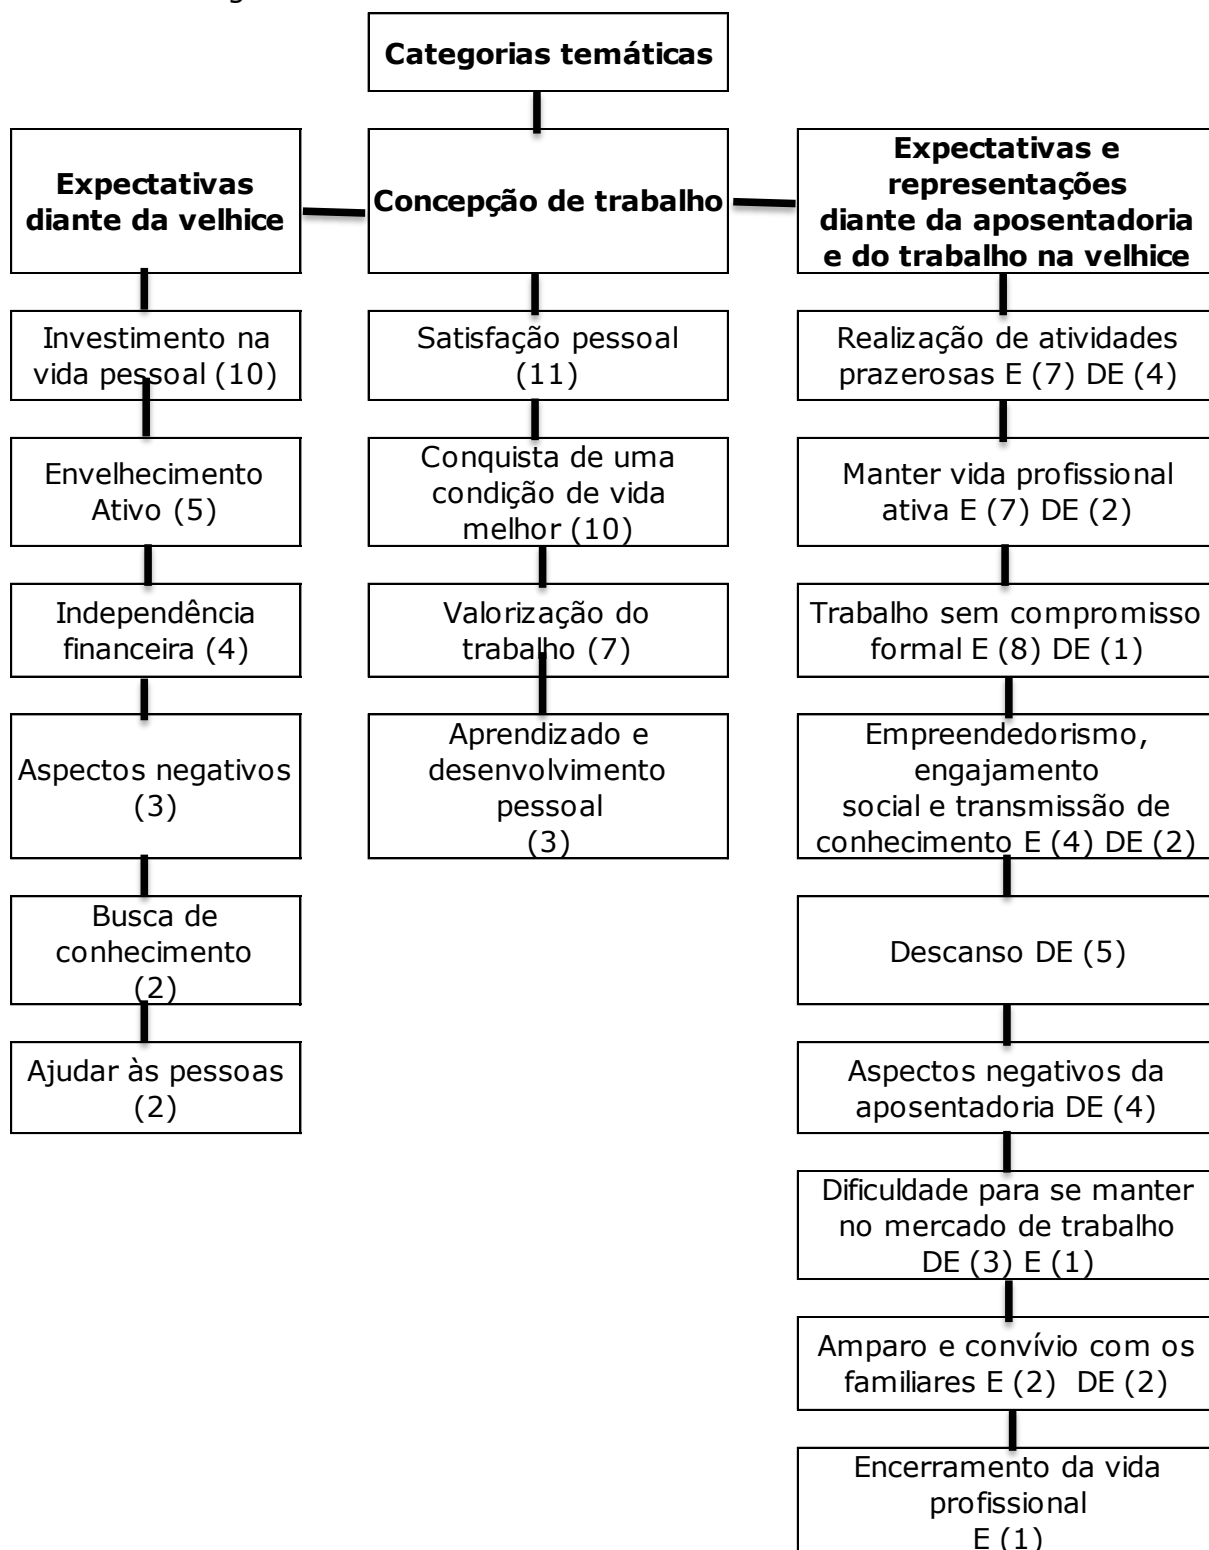 Categorias temáticas
Expectativas
diante da velhice
Concepção de trabalho
Expectativas e
representações
diante da aposentadoria
e do trabalho na velhice
Investimento na
vida pessoal (10)
Envelhecimento
Ativo (5)
Independência
financeira (4)
Aspectos negativos
(3)
Busca de
conhecimento
(2)
Ajudar às pessoas
(2)
Satisfação pessoal
(11)
Conquista de uma
condição de vida
melhor (10)
Valorização do
trabalho (7)
Aprendizado e
desenvolvimento
pessoal
(3)
Realização de atividades
prazerosas E (7) DE (4)
Manter vida profissional
ativa E (7) DE (2)
Trabalho sem compromisso
formal E (8) DE (1)
Empreendedorismo,
engajamento
social e transmissão de
conhecimento E (4) DE (2)
Descanso DE (5)
Aspectos negativos da
aposentadoria DE (4)
Dificuldade para se manter
no mercado de trabalho
DE (3) E (1)
Amparo e convívio com os
familiares E (2)  DE (2)
Encerramento da vida
profissional
E (1)